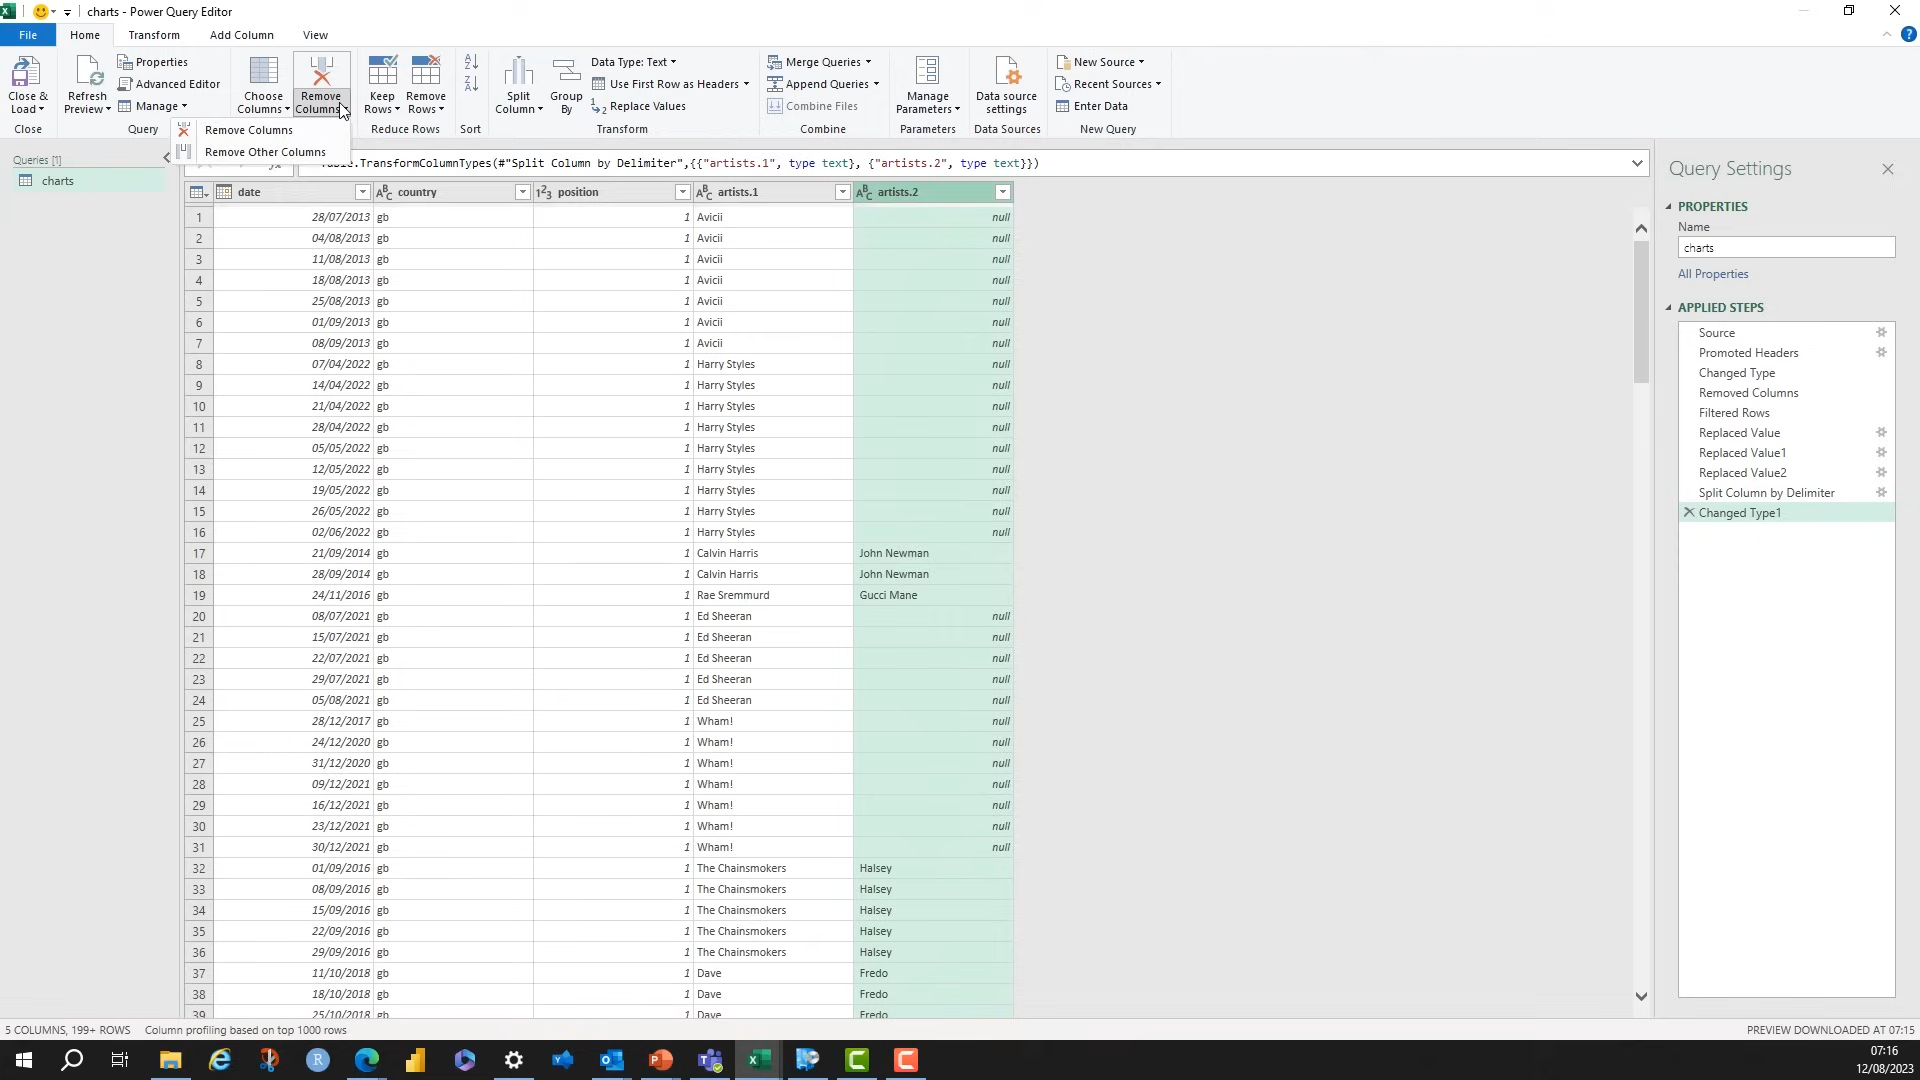 charts - Power Query Editor
File Home Transform Add Column View
Close & Load
Close
Refresh Preview
Properties
Advanced Editor
Manage
Query
Choose Columns
Remove Columns
Remove Columns
Remove Other Columns
Keep Rows
Remove Rows
Reduce Rows
Sort
Split Column
Group By
Data Type: Text
Use First Row as Headers
Replace Values
Transform
Merge Queries
Append Queries
Combine Files
Combine
Manage Parameters
Parameters
Data source settings
Data Sources
New Source
Recent Sources
Enter Data
New Query
Queries [1]
charts
.TransformColumnTypes(#"Split Column by Delimiter",{{"artists.1", type text}, {"artists.2", type text}})
date country position artists.1 artists.2
1 28/07/2013 gb 1 Avicii null
2 04/08/2013 gb 1 Avicii null
3 11/08/2013 gb 1 Avicii null
4 18/08/2013 gb 1 Avicii null
5 25/08/2013 gb 1 Avicii null
6 01/09/2013 gb 1 Avicii null
7 08/09/2013 gb 1 Avicii null
8 07/04/2022 gb 1 Harry Styles null
9 14/04/2022 gb 1 Harry Styles null
10 21/04/2022 gb 1 Harry Styles null
11 28/04/2022 gb 1 Harry Styles null
12 05/05/2022 gb 1 Harry Styles null
13 12/05/2022 gb 1 Harry Styles null
14 19/05/2022 gb 1 Harry Styles null
15 26/05/2022 gb 1 Harry Styles null
16 02/06/2022 gb 1 Harry Styles null
17 21/09/2014 gb 1 Calvin Harris John Newman
18 28/09/2014 gb 1 Calvin Harris John Newman
19 24/11/2016 gb 1 Rae Sremmurd Gucci Mane
20 08/07/2021 gb 1 Ed Sheeran null
21 15/07/2021 gb 1 Ed Sheeran null
22 22/07/2021 gb 1 Ed Sheeran null
23 29/07/2021 gb 1 Ed Sheeran null
24 05/08/2021 gb 1 Ed Sheeran null
25 28/12/2017 gb 1 Wham! null
26 24/12/2020 gb 1 Wham! null
27 31/12/2020 gb 1 Wham! null
28 09/12/2021 gb 1 Wham! null
29 16/12/2021 gb 1 Wham! null
30 23/12/2021 gb 1 Wham! null
31 30/12/2021 gb 1 Wham! null
32 01/09/2016 gb 1 The Chainsmokers Halsey
33 08/09/2016 gb 1 The Chainsmokers Halsey
34 15/09/2016 gb 1 The Chainsmokers Halsey
35 22/09/2016 gb 1 The Chainsmokers Halsey
36 29/09/2016 gb 1 The Chainsmokers Halsey
37 11/10/2018 gb 1 Dave Fredo
38 18/10/2018 gb 1 Dave Fredo
39 25/10/2018 gb 1 Dave Fredo
Query Settings
PROPERTIES
Name
charts
All Properties
APPLIED STEPS
Source
Promoted Headers
Changed Type
Removed Columns
Filtered Rows
Replaced Value
Replaced Value1
Replaced Value2
Split Column by Delimiter
Changed Type1
5 COLUMNS, 199+ ROWS Column profiling based on top 1000 rows
PREVIEW DOWNLOADED AT 07:15
07:16
12/08/2023